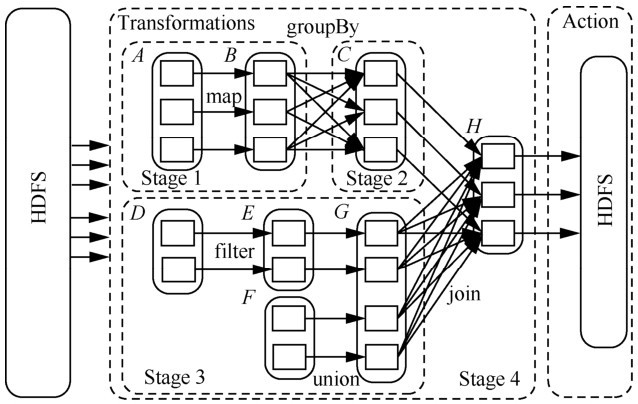 Transformations
groupBy
Action
A
B
C
map
Stage 1
Stage 2
H
HDFS
HDFS
D
E
G
filter
F
join
Stage 3
union
Stage 4